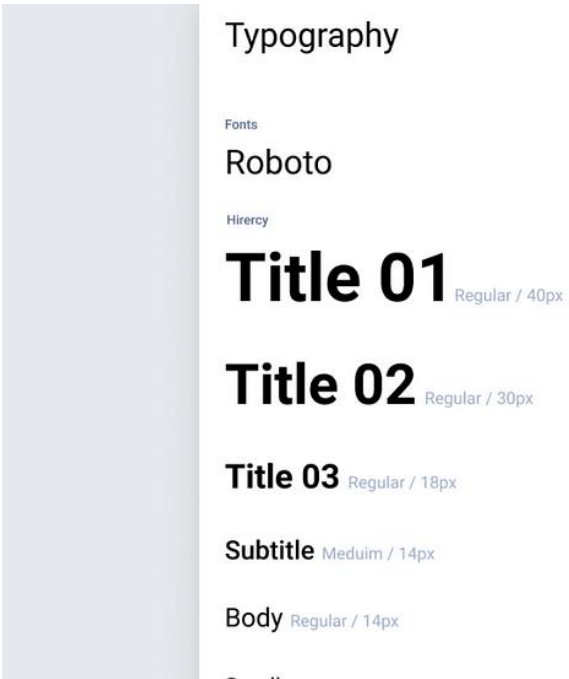 Typography
Fonts
Roboto
Hirercy
Title 01 Regular / 40px
Title 02 Regular / 30px
Title 03 Regular / 18px
Subtitle Meduim / 14px
Body Regular / 14px